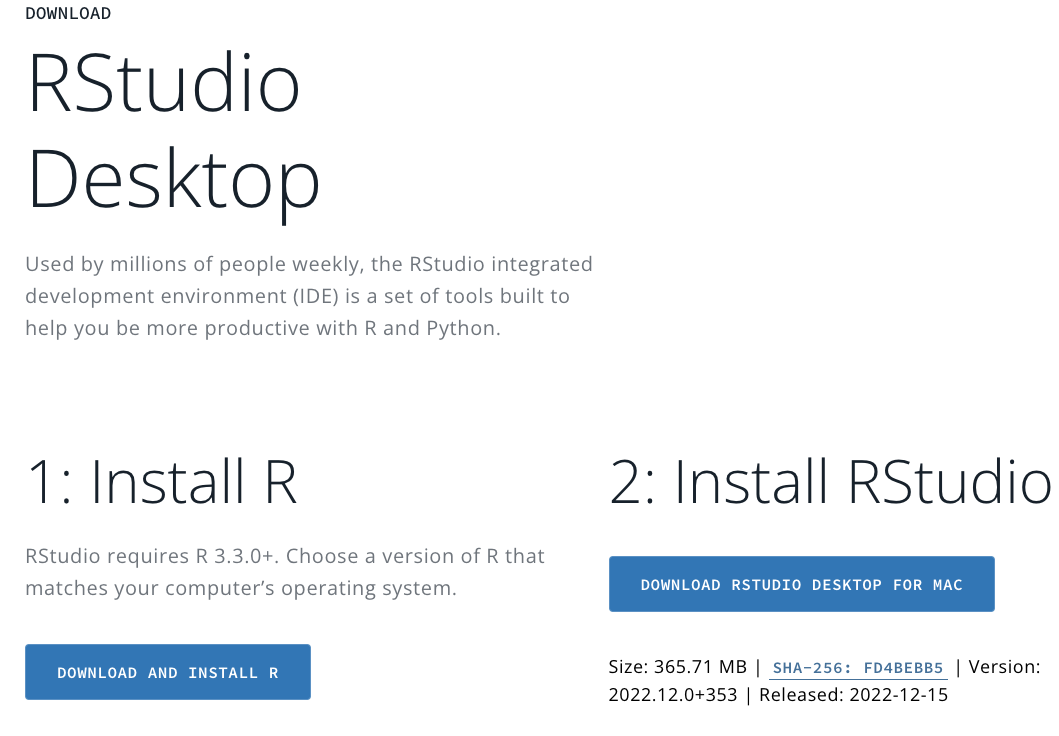 DOWNLOAD
RStudio
Desktop
Used by millions of people weekly, the RStudio integrated
development environment (IDE) is a set of tools built to
help you be more productive with R and Python.
1: Install R
RStudio requires R 3.3.0+. Choose a version of R that
matches your computer’s operating system.
DOWNLOAD AND INSTALL R
2: Install RStudio
DOWNLOAD RSTUDIO DESKTOP FOR MAC
Size: 365.71 MB | SHA-256: FD4BEBB5 | Version:
2022.12.0+353 | Released: 2022-12-15